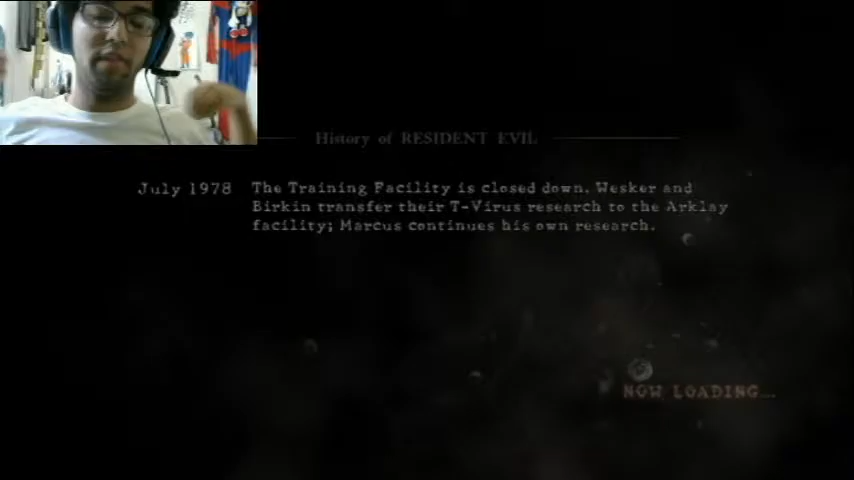 History of RESIDENT EVIL
July 1978 The Training Facility is closed down. Wesker and
Birkin transfer their T-Virus research to the Arklay
facility; Marcus continues his own research.
NOW LOADING...